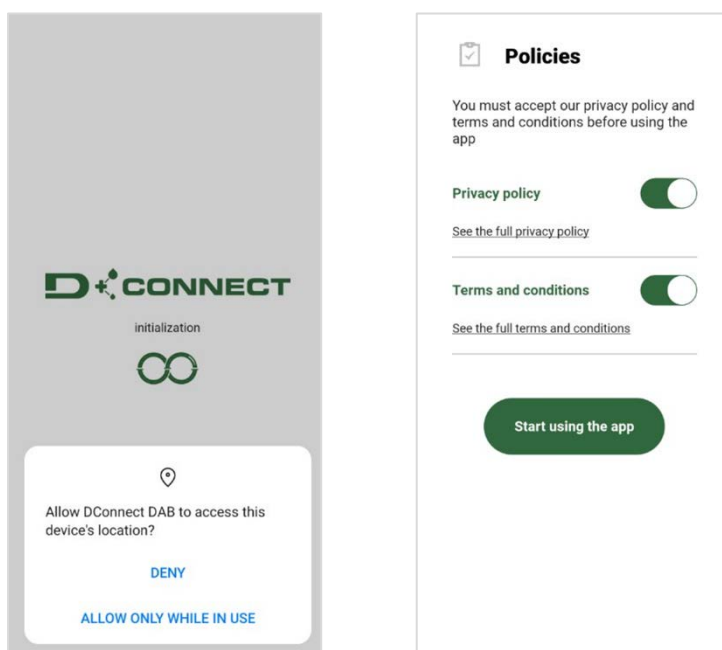 D+CONNECT
initialization
Allow DConnect DAB to access this
device's location?
DENY
ALLOW ONLY WHILE IN USE
Policies
You must accept our privacy policy and
terms and conditions before using the
app
Privacy policy
See the full privacy policy
Terms and conditions
See the full terms and conditions
Start using the app